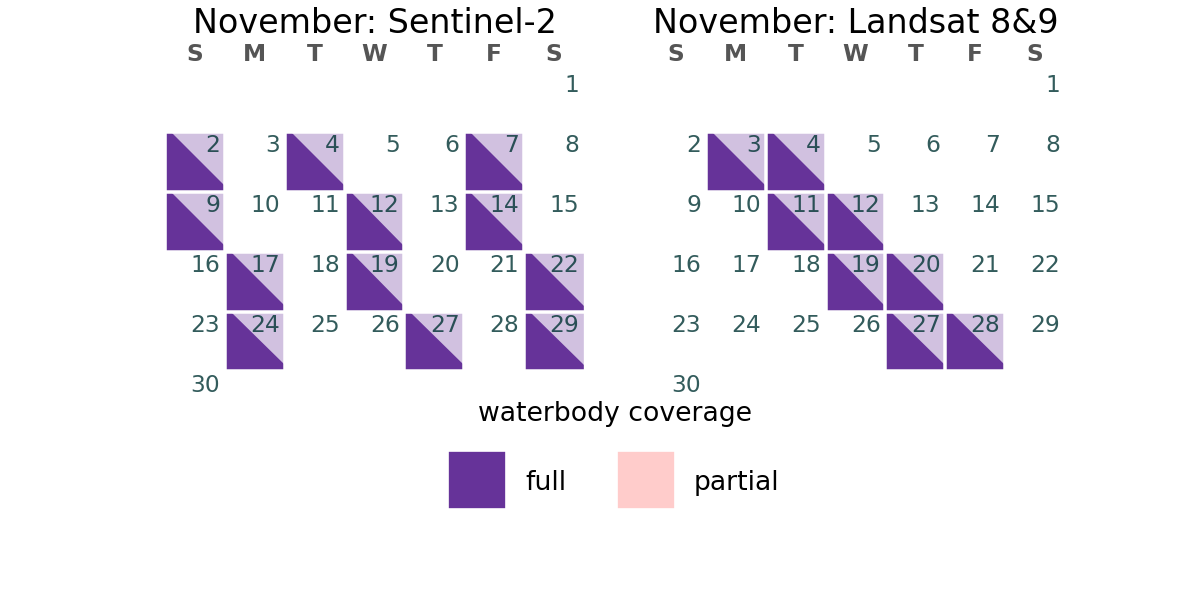 November: Sentinel-2
S M T W T F S
1
2 3 4 5 6 7 8
9 10 11 12 13 14 15
16 17 18 19 20 21 22
23 24 25 26 27 28 29
30
November: Landsat 8&9
S M T W T F S
1
2 3 4 5 6 7 8
9 10 11 12 13 14 15
16 17 18 19 20 21 22
23 24 25 26 27 28 29
30
waterbody coverage
full partial